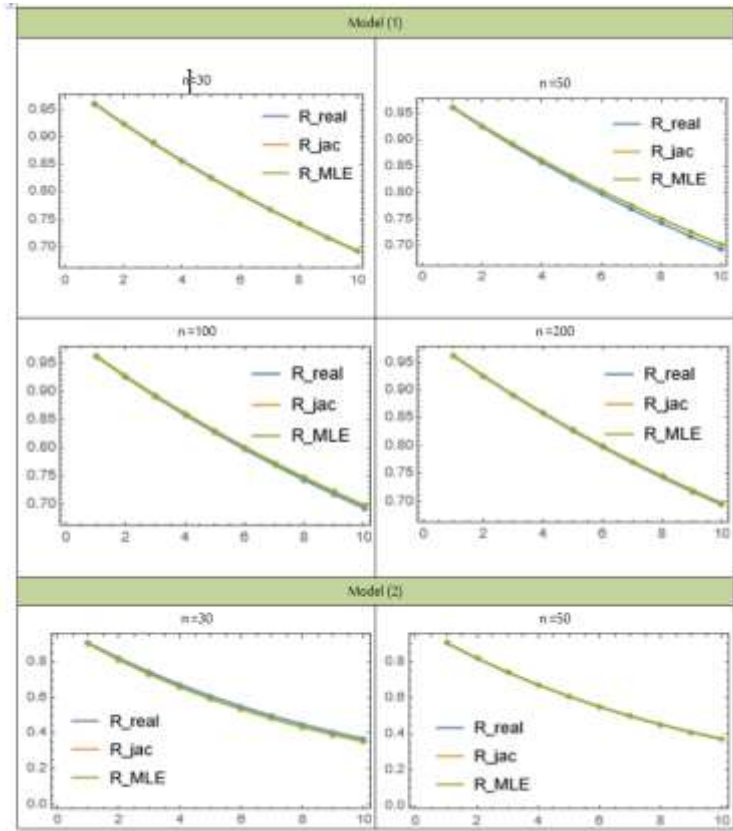 Model (1)
n=30
0.95
0.90
0.85
0.80
0.75
0.70
0 2 4 6 8 10
R_real
R_jac
R_MLE
n=50
0.95
0.90
0.85
0.80
0.75
0.70
0 2 4 6 8 10
R_real
R_jac
R_MLE
n=100
0.95
0.90
0.85
0.80
0.75
0.70
0 2 4 6 8 10
R_real
R_jac
R_MLE
n=200
0.95
0.90
0.85
0.80
0.75
0.70
0 2 4 6 8 10
R_real
R_jac
R_MLE
Model (2)
n=30
0.8
0.6
0.4
0.2
0.0
0 2 4 6 8 10
R_real
R_jac
R_MLE
n=50
0.8
0.6
0.4
0.2
0.0
0 2 4 6 8 10
R_real
R_jac
R_MLE